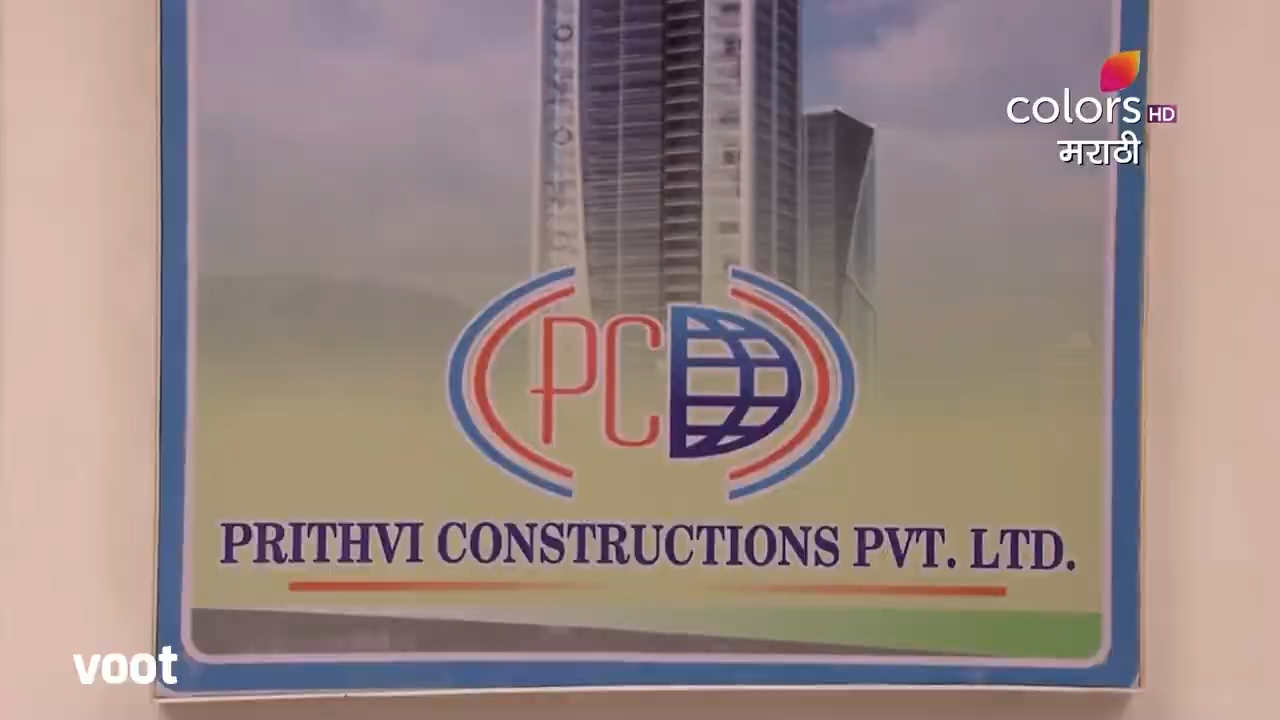 colors HD
मराठी
PC
PRITHVI CONSTRUCTIONS PVT. LTD.
voot